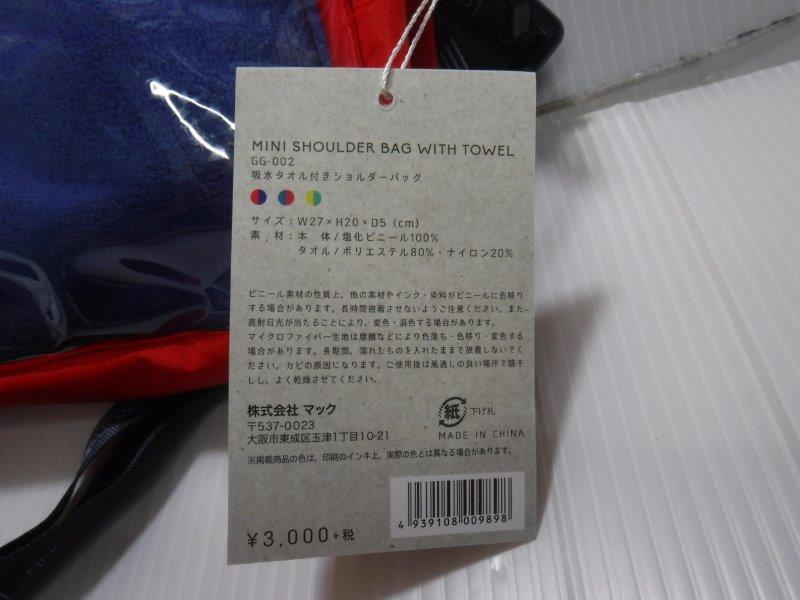 MINI SHOULDER BAG WITH TOWEL
GG-002
吸水タオル付きショルダーバッグ
サイズ：W27×H20×D5（cm）
素　材：本　体/塩化ビニール100%
タオル/ポリエステル80%・ナイロン20%
ビニール素材の性質上、他の素材やインク・染料がビニールに色移り
する場合があります。長時間密着させないようご注意ください。また
直射日光が当たることにより、変色・退色する場合があります。
マイクロファイバー生地は摩擦などにより色落ち・色移り・変色する
場合があります。長期間、濡れたものを入れたままで放置しないでく
ださい。カビの原因になります。ご使用後は風通しの良い場所で陰干
しし、よく乾燥させてください。
株式会社 マック
〒537-0023
大阪市東成区玉津1丁目10-21
紙 下げ札
MADE IN CHINA
※掲載商品の色は、印刷のインキ上、実際の色とは異なる場合があります。
4 939108 009898
¥3,000+税